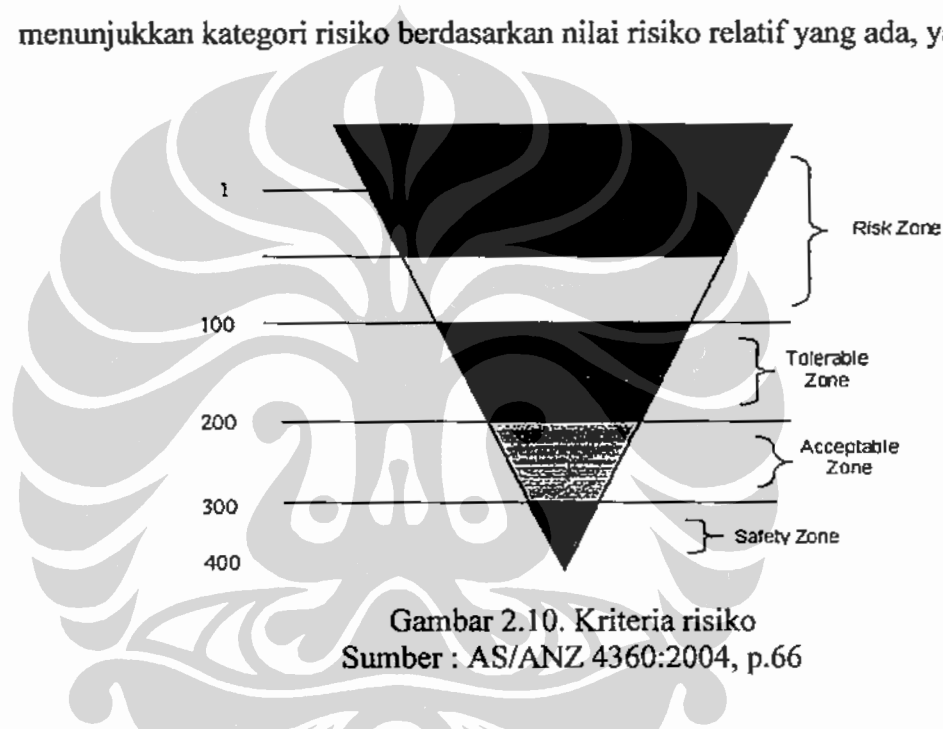 menunjukkan kategori risiko berdasarkan nilai risiko relatif yang ada,
1
Risk Zone
100
Tolerable
Zone
200
Acceptable
Zone
300
Safety Zone
400
Gambar 2.10. Kriteria risiko
Sumber : AS/ANZ 4360:2004, p.66